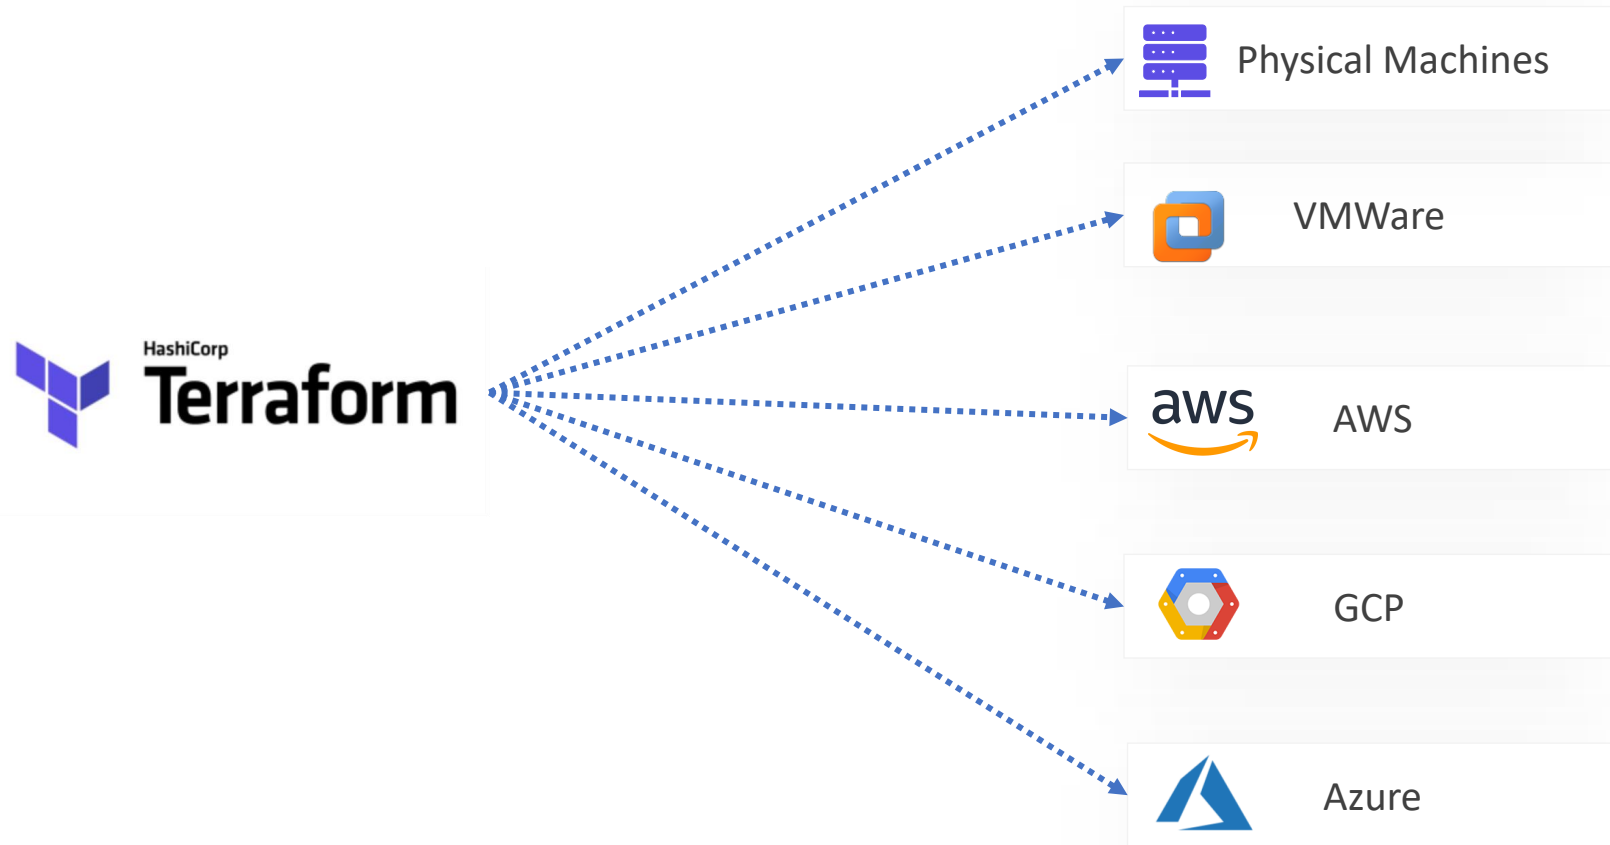 HashiCorp
Terraform
Physical Machines
VMWare
aws
AWS
GCP
Azure